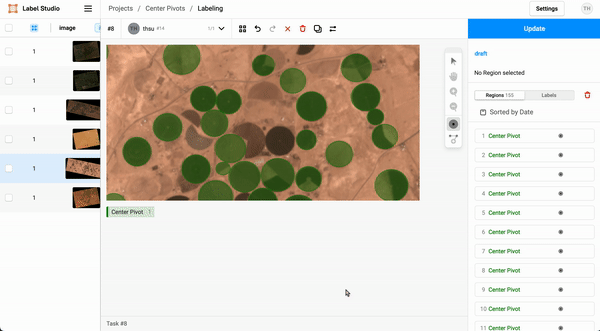 Label Studio
Projects / Center Pivots / Labeling
Settings
TH
image
#8
TH thsu #14
1/1
Update
draft
No Region selected
Regions 155
Labels
Sorted by Date
1 Center Pivot
2 Center Pivot
3 Center Pivot
4 Center Pivot
5 Center Pivot
6 Center Pivot
7 Center Pivot
8 Center Pivot
9 Center Pivot
10 Center Pivot
11 Center Pivot
1
1
1
1
1
1
Center Pivot 1
Task #8